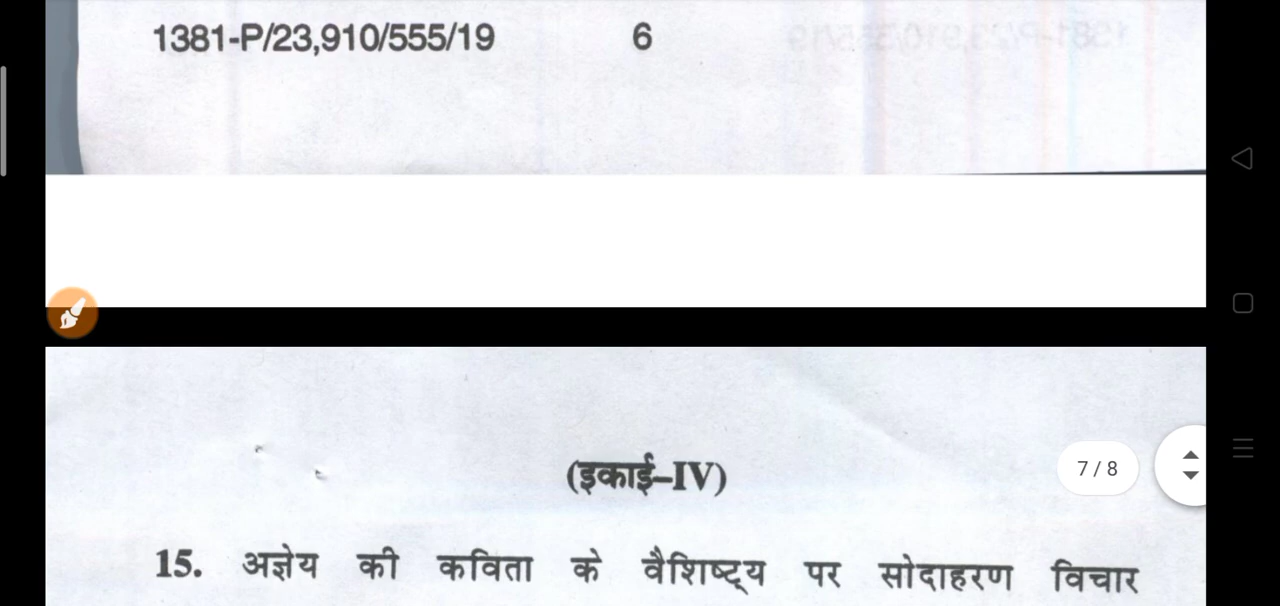 1381-P/23,910/555/19 6
(इकाई–IV)
7 / 8
15. अज्ञेय की कविता के वैशिष्ट्य पर सोदाहरण विचार